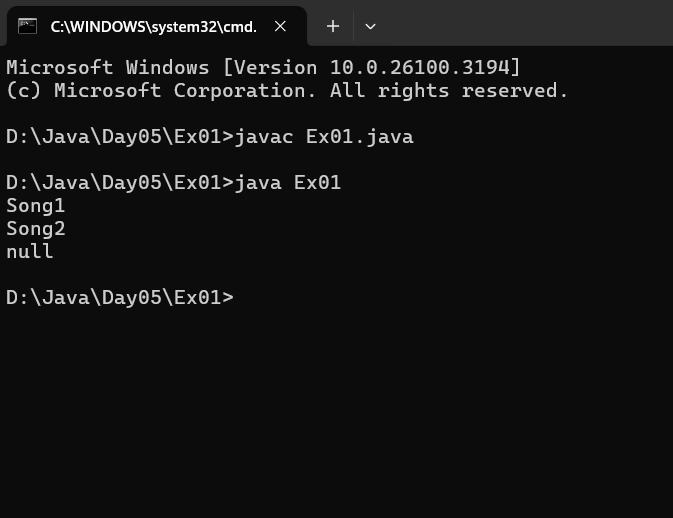 C:\WINDOWS\system32\cmd.
Microsoft Windows [Version 10.0.26100.3194]
(c) Microsoft Corporation. All rights reserved.
D:\Java\Day05\Ex01>javac Ex01.java
D:\Java\Day05\Ex01>java Ex01
Song1
Song2
null
D:\Java\Day05\Ex01>